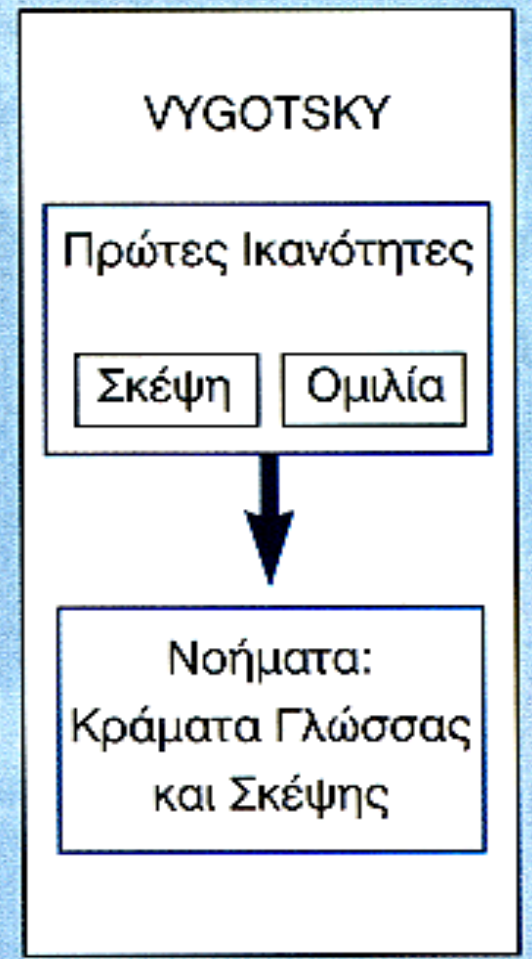 VYGOTSKY
Πρώτες Ικανότητες
Σκέψη Ομιλία
Νοήματα:
Κράματα Γλώσσας
και Σκέψης